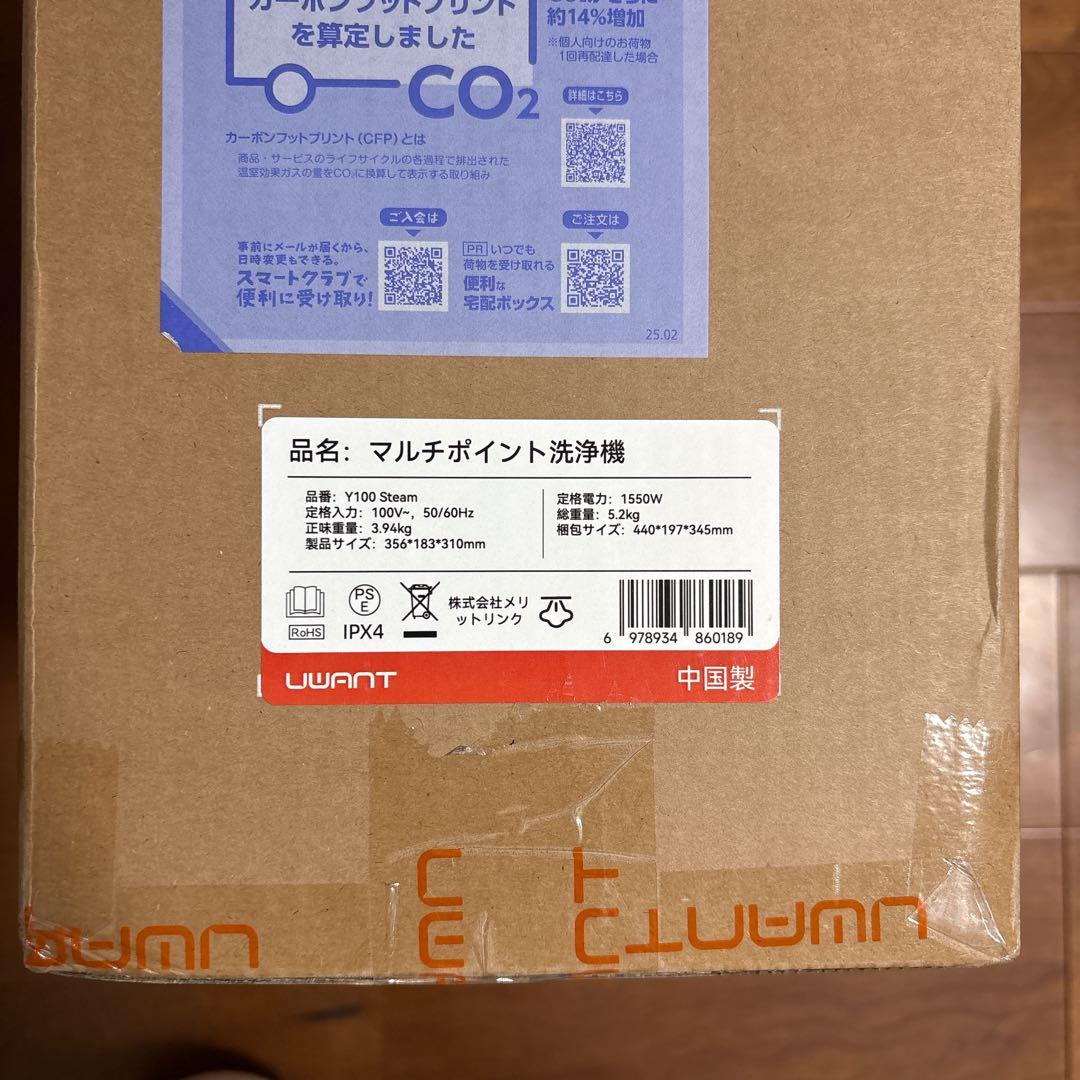 カーボンフットプリント
を算定しました
CO2
約14%増加
※個人向けのお荷物
1回再配達した場合
詳細はこちら
カーボンフットプリント(CFP)とは
商品・サービスのライフサイクルの各過程で排出された
温室効果ガスの量をCO2に換算して表示する取り組み
ご入会は
事前にメールが届くから、
日時変更もできる。
スマートクラブで
便利に受け取り!
ご注文は
PR いつでも
荷物を受け取れる
便利な
宅配ボックス
25.02
品名: マルチポイント洗浄機
品番: Y100 Steam
定格入力: 100V~, 50/60Hz
正味重量: 3.94kg
製品サイズ: 356*183*310mm
定格電力: 1550W
総重量: 5.2kg
梱包サイズ: 440*197*345mm
RoHS
PS
E
IPX4
株式会社メリ
ットリンク
6 978934 860189
UWANT
中国製
UWA
UW
UT
UWANT